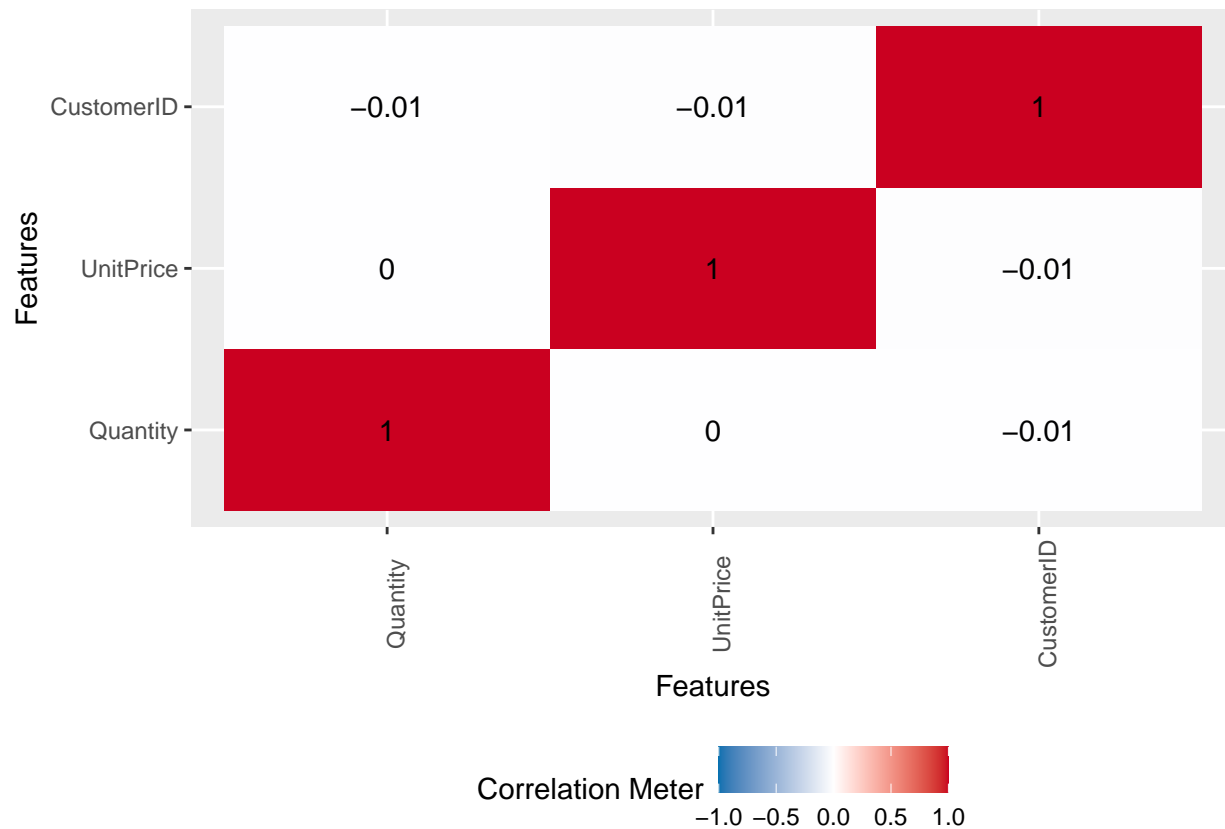 CustomerID
−0.01
−0.01
1
UnitPrice
0
1
−0.01
Quantity
1
0
−0.01
Features
Quantity
UnitPrice
CustomerID
Features
Correlation Meter
−1.0 −0.5 0.0 0.5 1.0